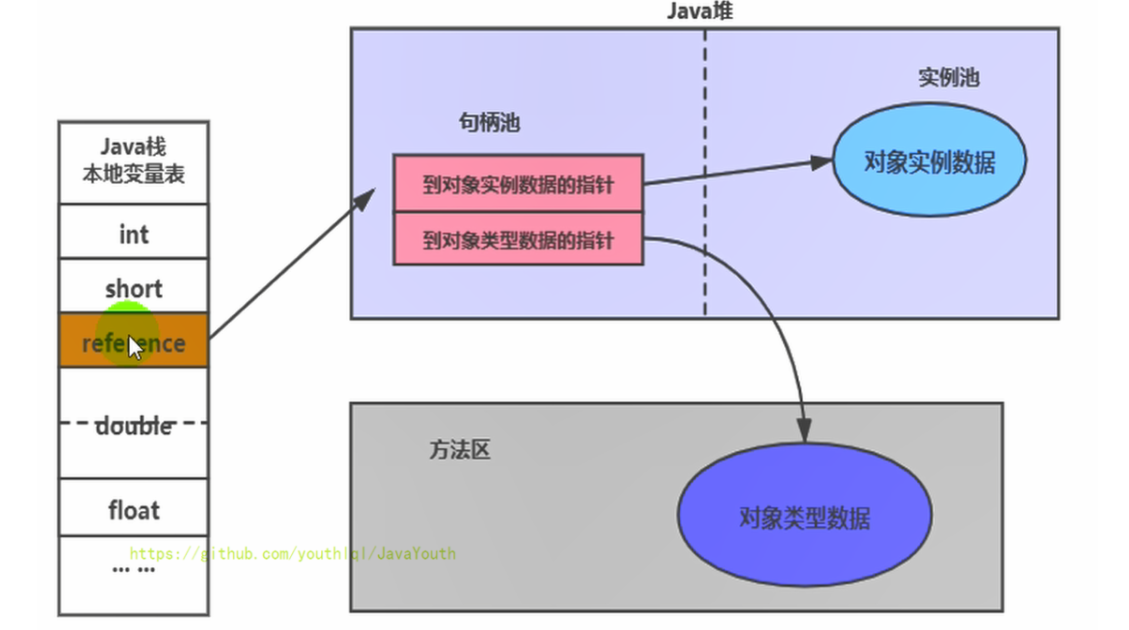 Java堆
实例池
句柄池
Java栈
本地变量表
到对象实例数据的指针
对象实例数据
int
到对象类型数据的指针
short
reference
double
方法区
float
对象类型数据
https://github.com/youthlql/JavaYouth
... ...